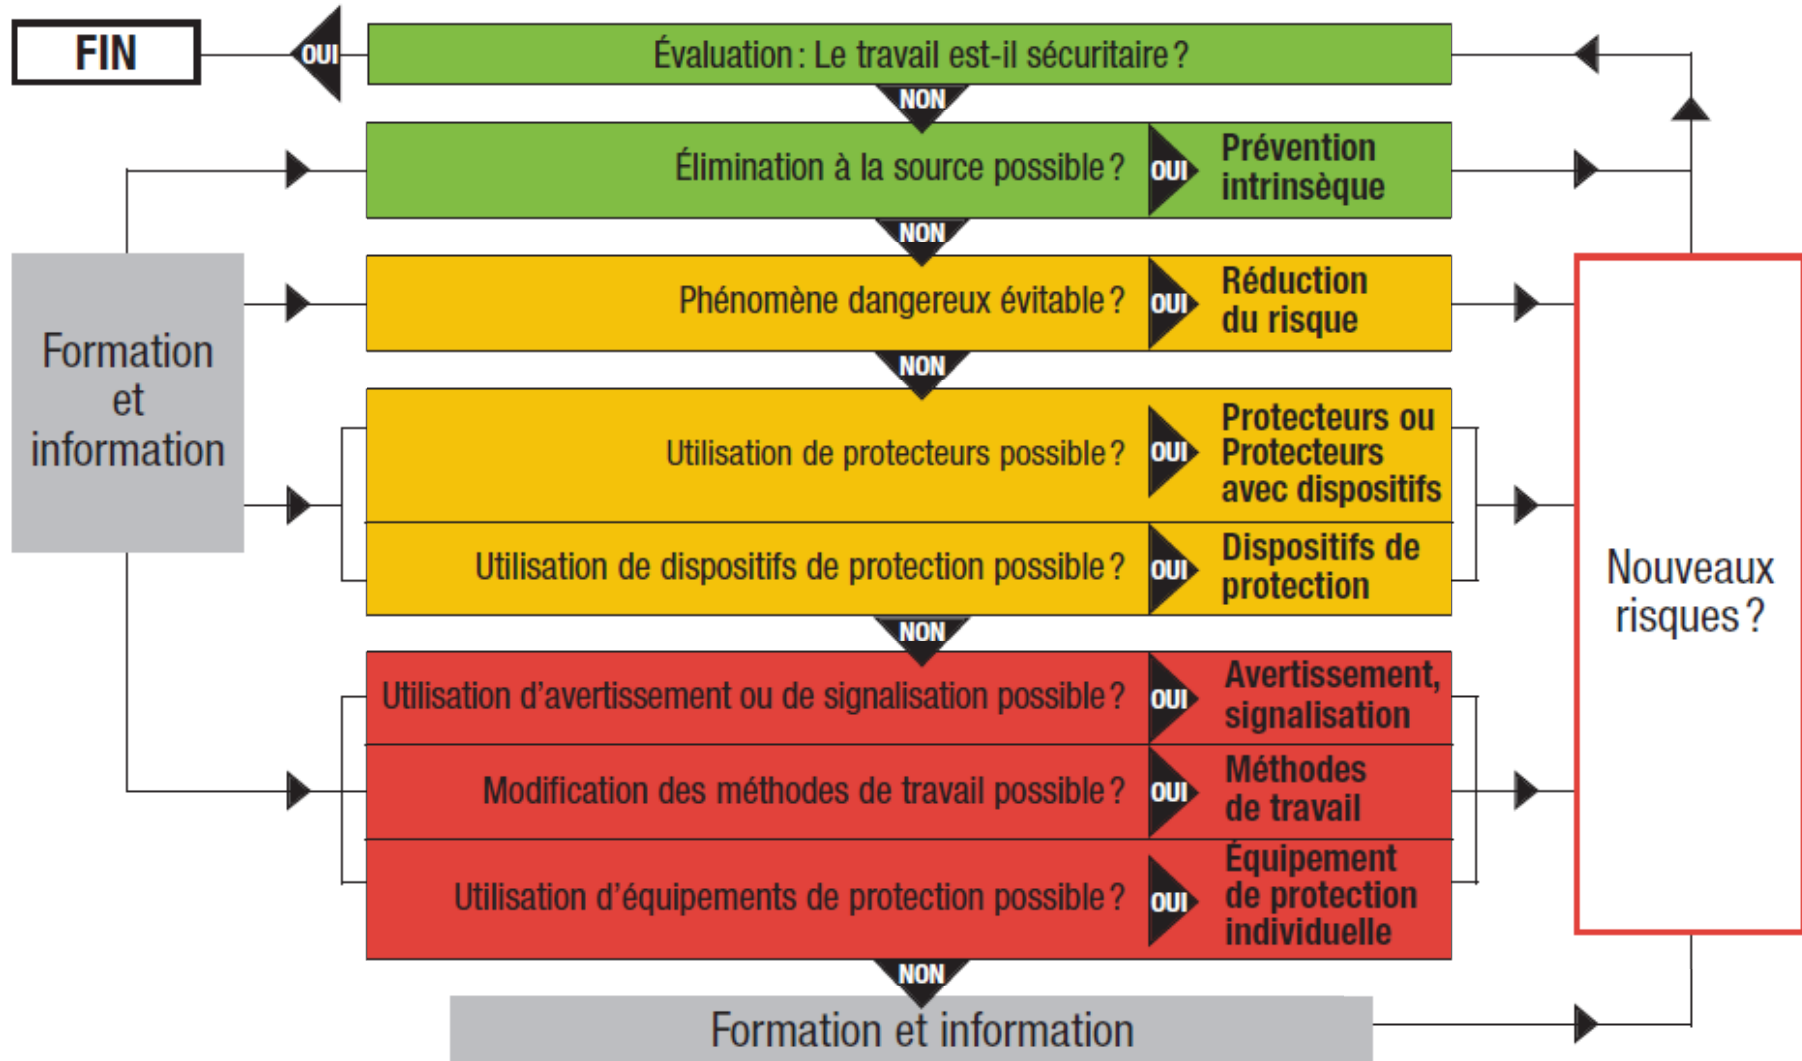 FIN
OUI
Évaluation : Le travail est-il sécuritaire ?
NON
Élimination à la source possible ?
OUI
Prévention
intrinsèque
NON
Phénomène dangereux évitable ?
OUI
Réduction
du risque
NON
Formation
et
information
Utilisation de protecteurs possible ?
OUI
Protecteurs ou
Protecteurs
avec dispositifs
Utilisation de dispositifs de protection possible ?
OUI
Dispositifs de
protection
Nouveaux
risques ?
NON
Utilisation d’avertissement ou de signalisation possible ?
OUI
Avertissement,
signalisation
Modification des méthodes de travail possible ?
OUI
Méthodes
de travail
Utilisation d’équipements de protection possible ?
OUI
Équipement
de protection
individuelle
NON
Formation et information